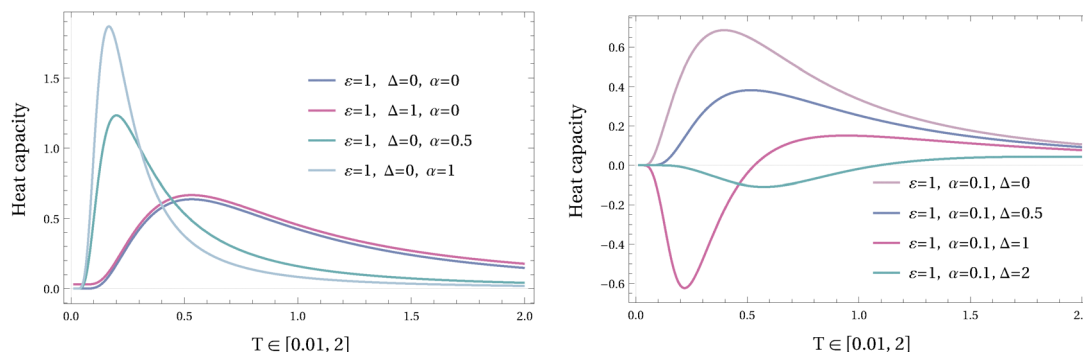 Heat capacity
1.5
1.0
0.5
0.0
0.0
0.5
1.0
1.5
2.0
T ∈ [0.01, 2]
ε=1, Δ=0, α=0
ε=1, Δ=1, α=0
ε=1, Δ=0, α=0.5
ε=1, Δ=0, α=1
Heat capacity
0.6
0.4
0.2
0.0
-0.2
-0.4
-0.6
0.0
0.5
1.0
1.5
2.
T ∈ [0.01, 2]
ε=1, α=0.1, Δ=0
ε=1, α=0.1, Δ=0.5
ε=1, α=0.1, Δ=1
ε=1, α=0.1, Δ=2